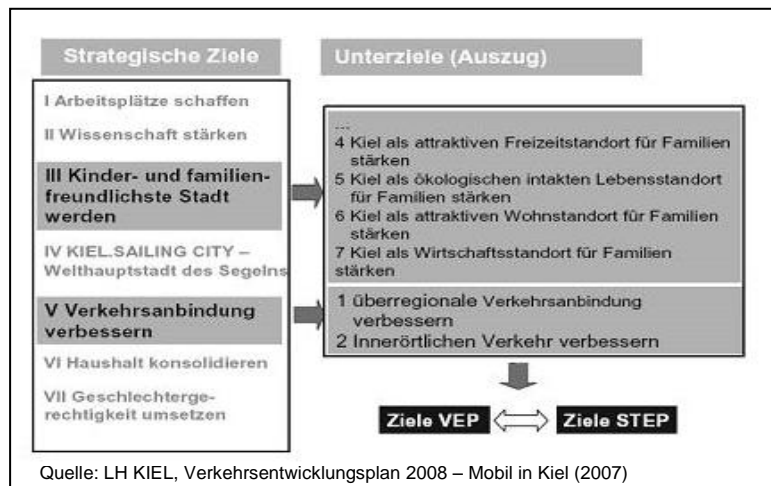 Strategische Ziele
I Arbeitsplätze schaffen
II Wissenschaft stärken
III Kinder- und familien-
freundlichste Stadt
werden
IV KIEL.SAILING CITY –
Welthauptstadt des Segelns
V Verkehrsanbindung
verbessern
VI Haushalt konsolidieren
VII Geschlechterge-
rechtigkeit umsetzen
Unterziele (Auszug)
...
4 Kiel als attraktiven Freizeitstandort für Familien
stärken
5 Kiel als ökologischen intakten Lebensstandort
für Familien stärken
6 Kiel als attraktiven Wohnstandort für Familien
stärken
7 Kiel als Wirtschaftsstandort für Familien
stärken
1 überregionale Verkehrsanbindung
verbessern
2 Innerörtlichen Verkehr verbessern
Ziele VEP
Ziele STEP
Quelle: LH KIEL, Verkehrsentwicklungsplan 2008 – Mobil in Kiel (2007)